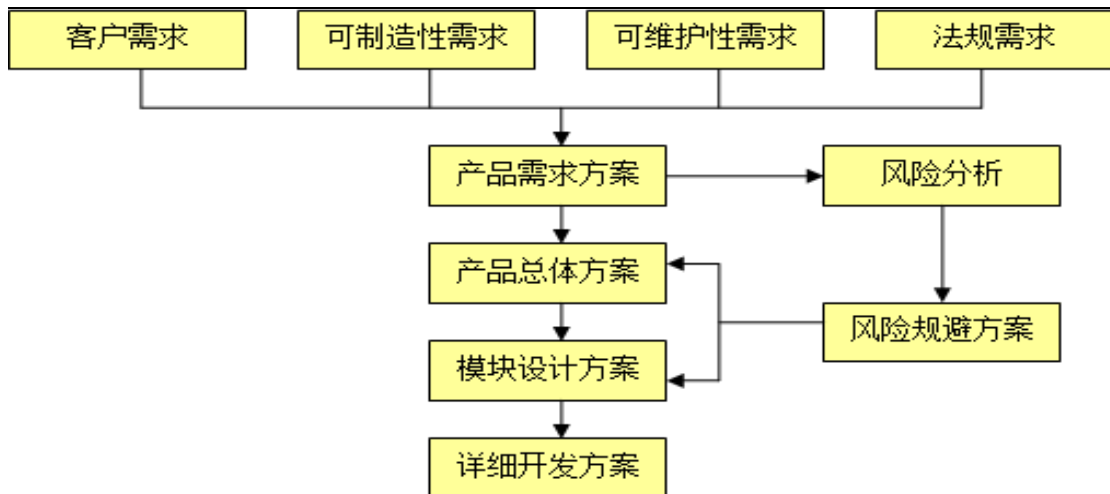 客户需求
可制造性需求
可维护性需求
法规需求
产品需求方案
风险分析
产品总体方案
风险规避方案
模块设计方案
详细开发方案